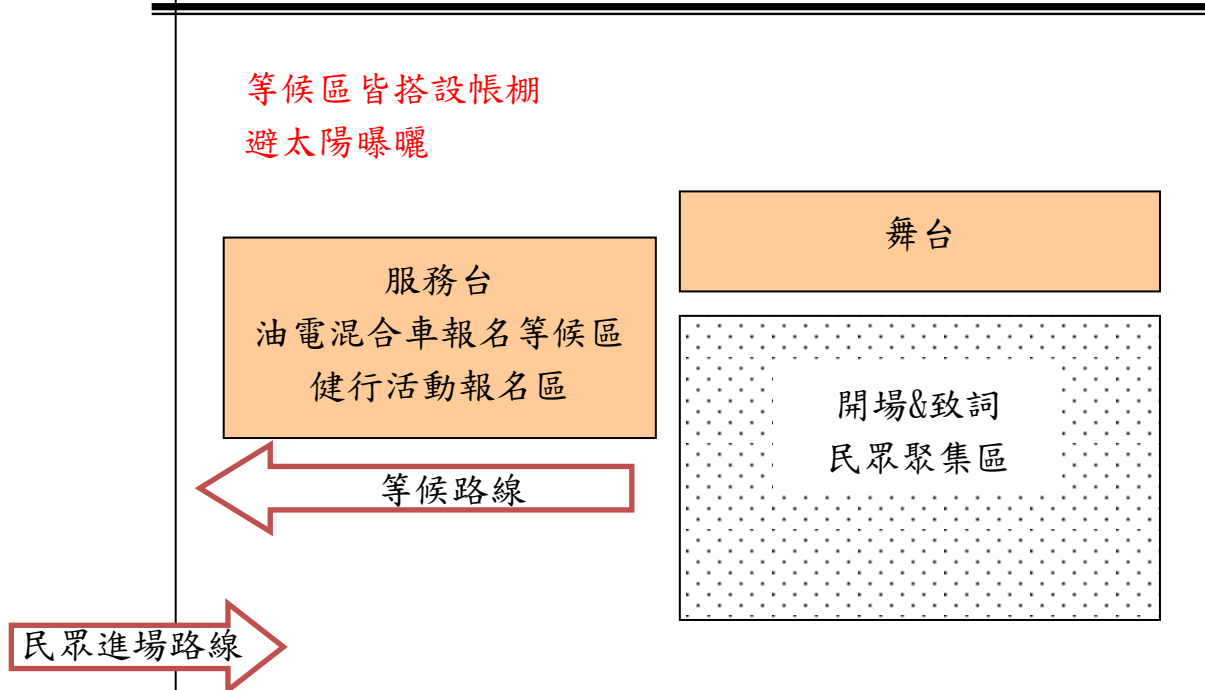 等候區皆搭設帳棚
避太陽曝曬
舞台
服務台
油電混合車報名等候區
健行活動報名區
開場&致詞
民眾聚集區
等候路線
民眾進場路線